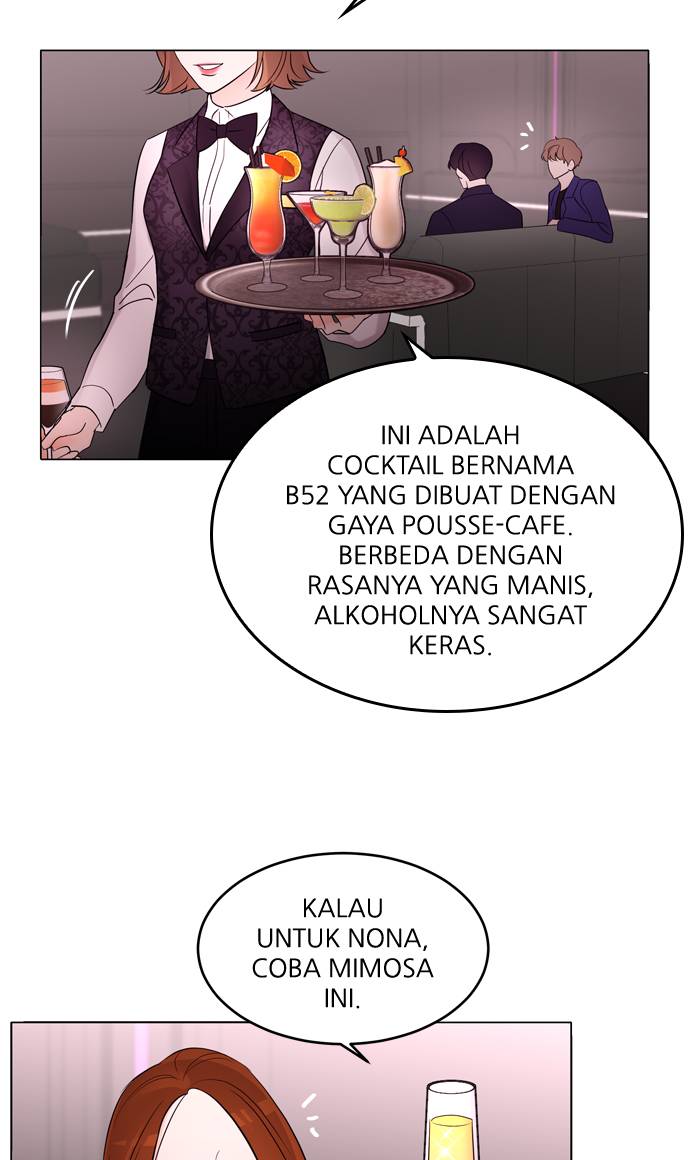 INI ADALAH
COCKTAIL BERNAMA
B52 YANG DIBUAT DENGAN
GAYA POUSSE-CAFE.
BERBEDA DENGAN
RASANYA YANG MANIS,
ALKOHOLNYA SANGAT
KERAS.
KALAU
UNTUK NONA,
COBA MIMOSA
INI.